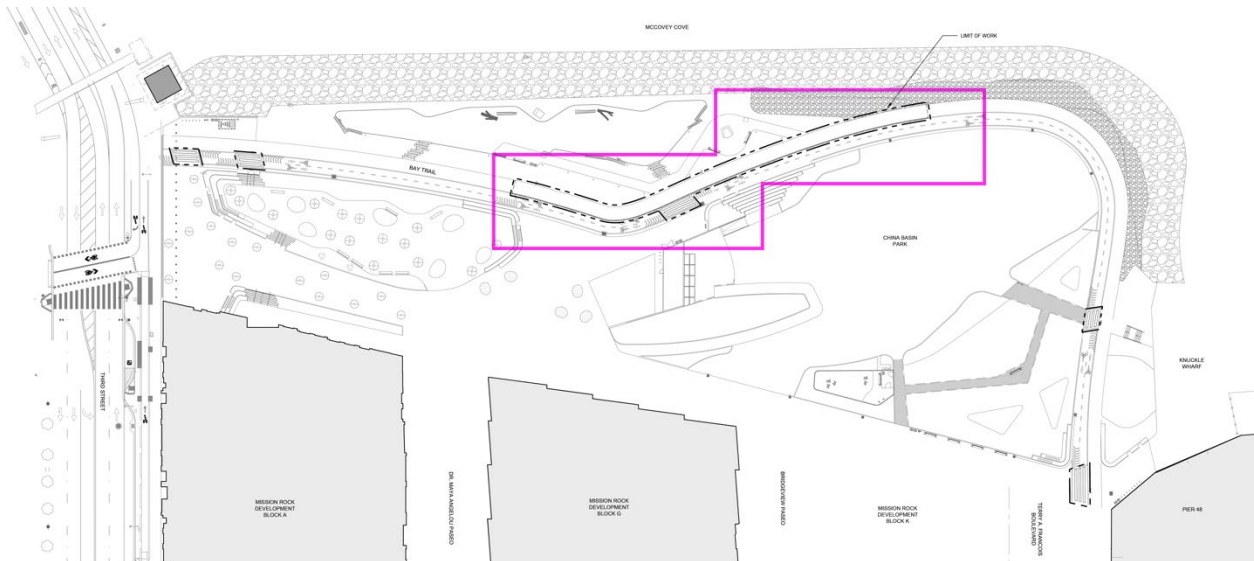 MCCOVEY COVE
LIMIT OF WORK
BAY TRAIL
CHINA BASIN
PARK
KNUCKLE
WHARF
THIRD STREET
MISSION ROCK
DEVELOPMENT
BLOCK A
DR. MAYA ANGELOU PASEO
MISSION ROCK
DEVELOPMENT
BLOCK G
BRIDGEVIEW PASEO
MISSION ROCK
DEVELOPMENT
BLOCK K
TERRY A. FRANCOIS
BOULEVARD
PIER 48